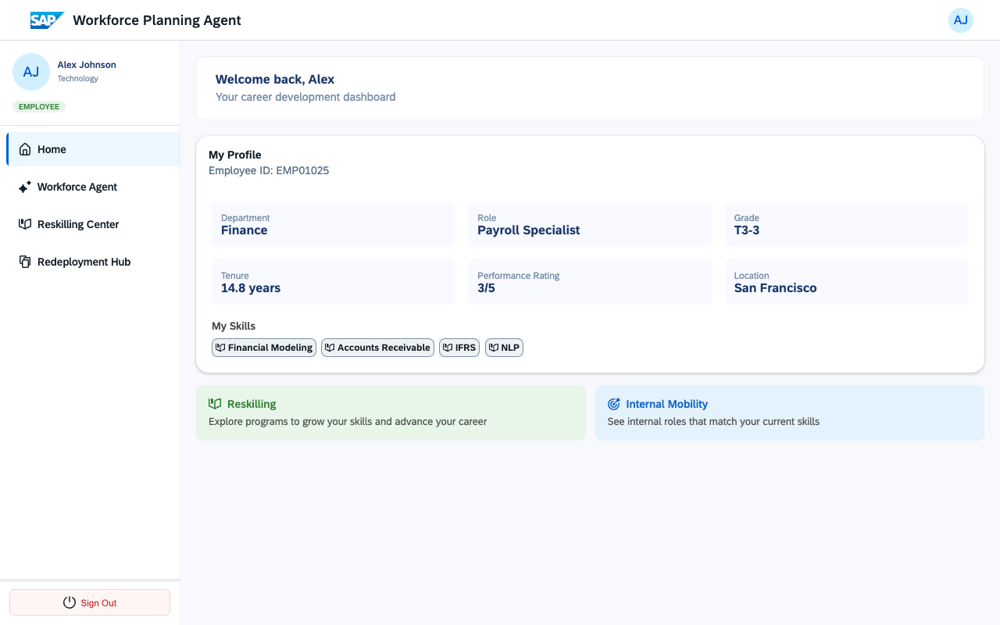 SAP Workforce Planning Agent
AJ
AJ
Alex Johnson
Technology
EMPLOYEE
Home
Workforce Agent
Reskilling Center
Redeployment Hub
Sign Out
Welcome back, Alex
Your career development dashboard
My Profile
Employee ID: EMP01025
Department
Finance
Role
Payroll Specialist
Grade
T3-3
Tenure
14.8 years
Performance Rating
3/5
Location
San Francisco
My Skills
Financial Modeling
Accounts Receivable
IFRS
NLP
Reskilling
Explore programs to grow your skills and advance your career
Internal Mobility
See internal roles that match your current skills